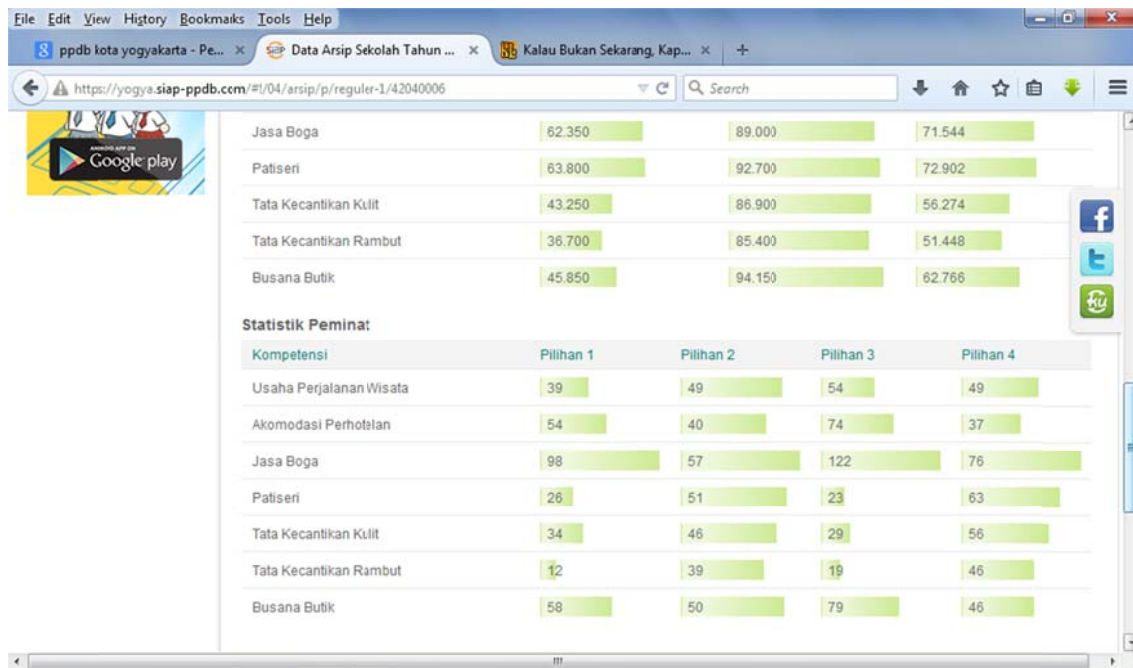 File Edit View History Bookmarks Tools Help
ppdb kota yogyakarta - Pe... × Data Arsip Sekolah Tahun ... × Kalau Bukan Sekarang, Kap... × +
https://yogya.siap-ppdb.com/#!/04/arsip/p/reguler-1/42040006 Search
ANDROID APP ON
Google play
Jasa Boga 62.350 89.000 71.544
Patiseri 63.800 92.700 72.902
Tata Kecantikan Kulit 43.250 86.900 56.274
Tata Kecantikan Rambut 36.700 85.400 51.448
Busana Butik 45.850 94.150 62.766
Statistik Peminat
Kompetensi Pilihan 1 Pilihan 2 Pilihan 3 Pilihan 4
Usaha Perjalanan Wisata 39 49 54 49
Akomodasi Perhotelan 54 40 74 37
Jasa Boga 98 57 122 76
Patiseri 26 51 23 63
Tata Kecantikan Kulit 34 46 29 56
Tata Kecantikan Rambut 12 39 19 46
Busana Butik 58 50 79 46